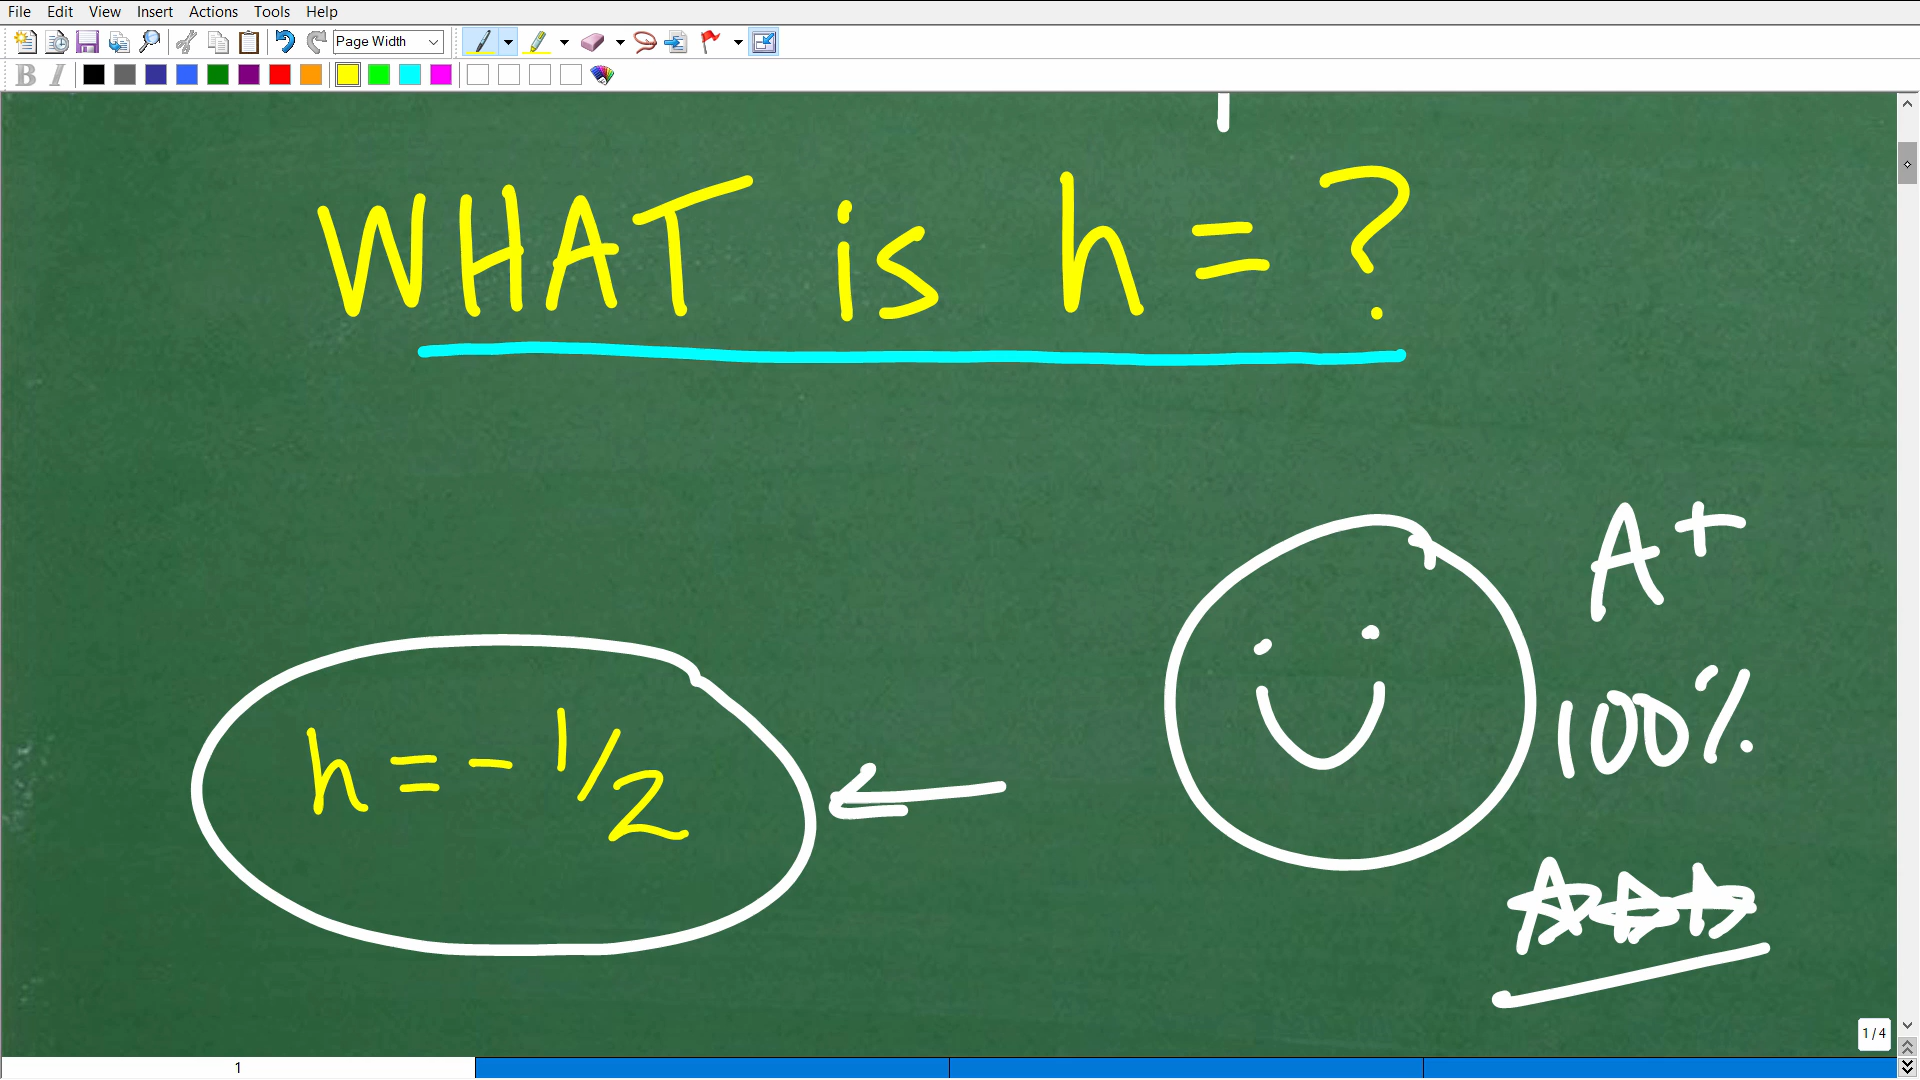 File Edit View Insert Actions Tools Help
Page Width
B I
WHAT is h = ?
A+
100%
h = - 1/2
1 / 4
1